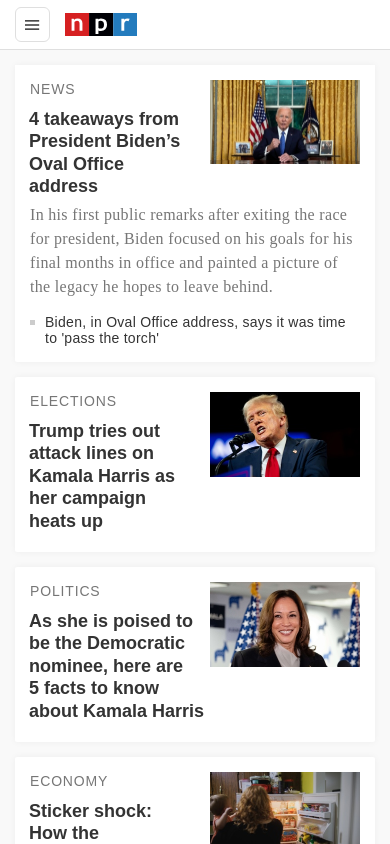 npr
NEWS
4 takeaways from
President Biden’s
Oval Office
address
In his first public remarks after exiting the race
for president, Biden focused on his goals for his
final months in office and painted a picture of
the legacy he hopes to leave behind.
Biden, in Oval Office address, says it was time
to 'pass the torch'
ELECTIONS
Trump tries out
attack lines on
Kamala Harris as
her campaign
heats up
POLITICS
As she is poised to
be the Democratic
nominee, here are
5 facts to know
about Kamala Harris
ECONOMY
Sticker shock:
How the